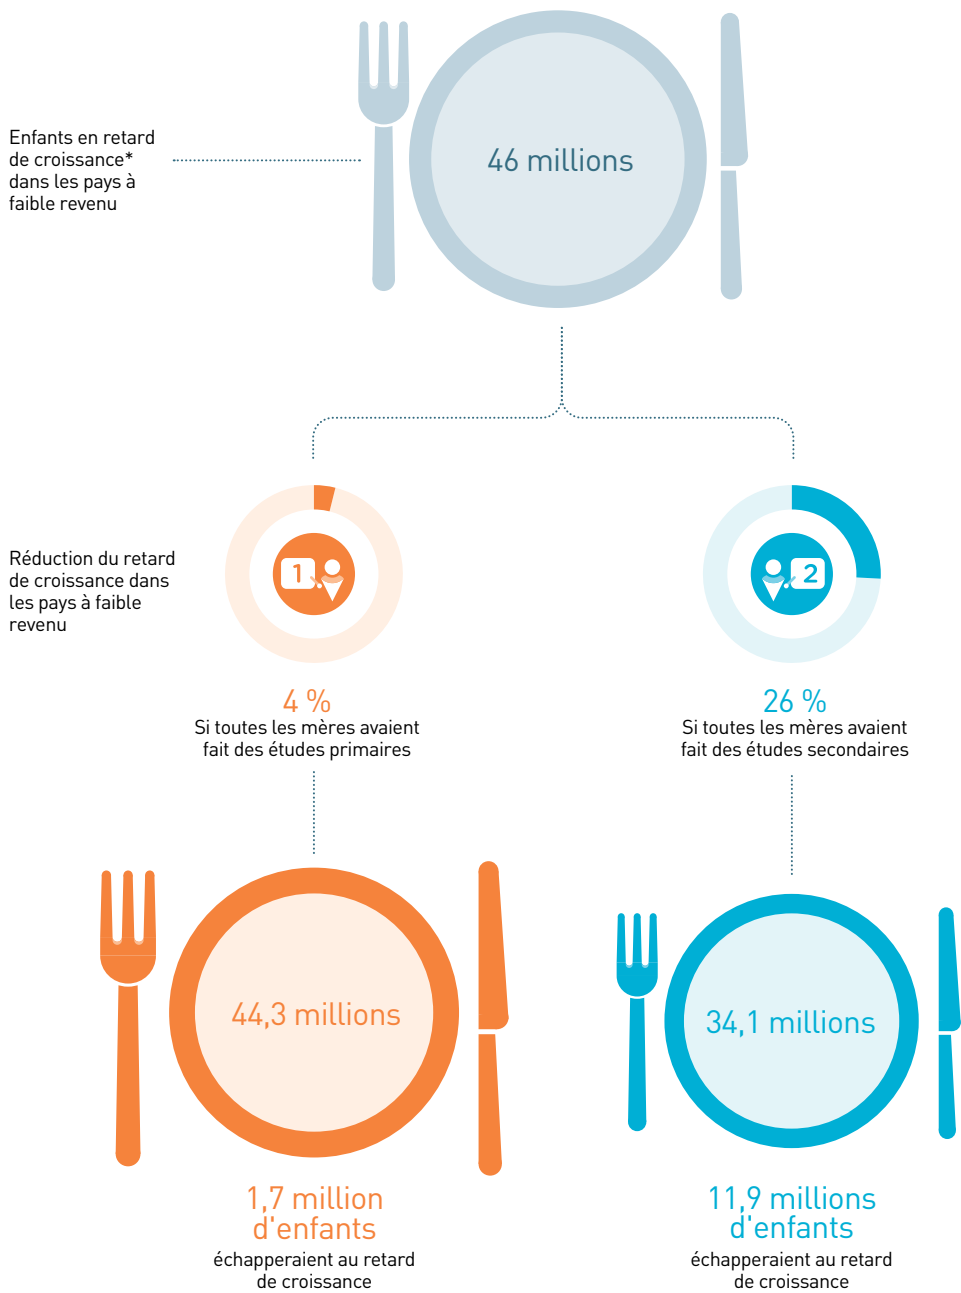 Enfants en retard
de croissance*
dans les pays à
faible revenu
46 millions
Réduction du retard
de croissance dans
les pays à faible
revenu
1
2
4 %
Si toutes les mères avaient
fait des études primaires
26 %
Si toutes les mères avaient
fait des études secondaires
44,3 millions
34,1 millions
1,7 million
d'enfants
échapperaient au retard
de croissance
11,9 millions
d'enfants
échapperaient au retard
de croissance